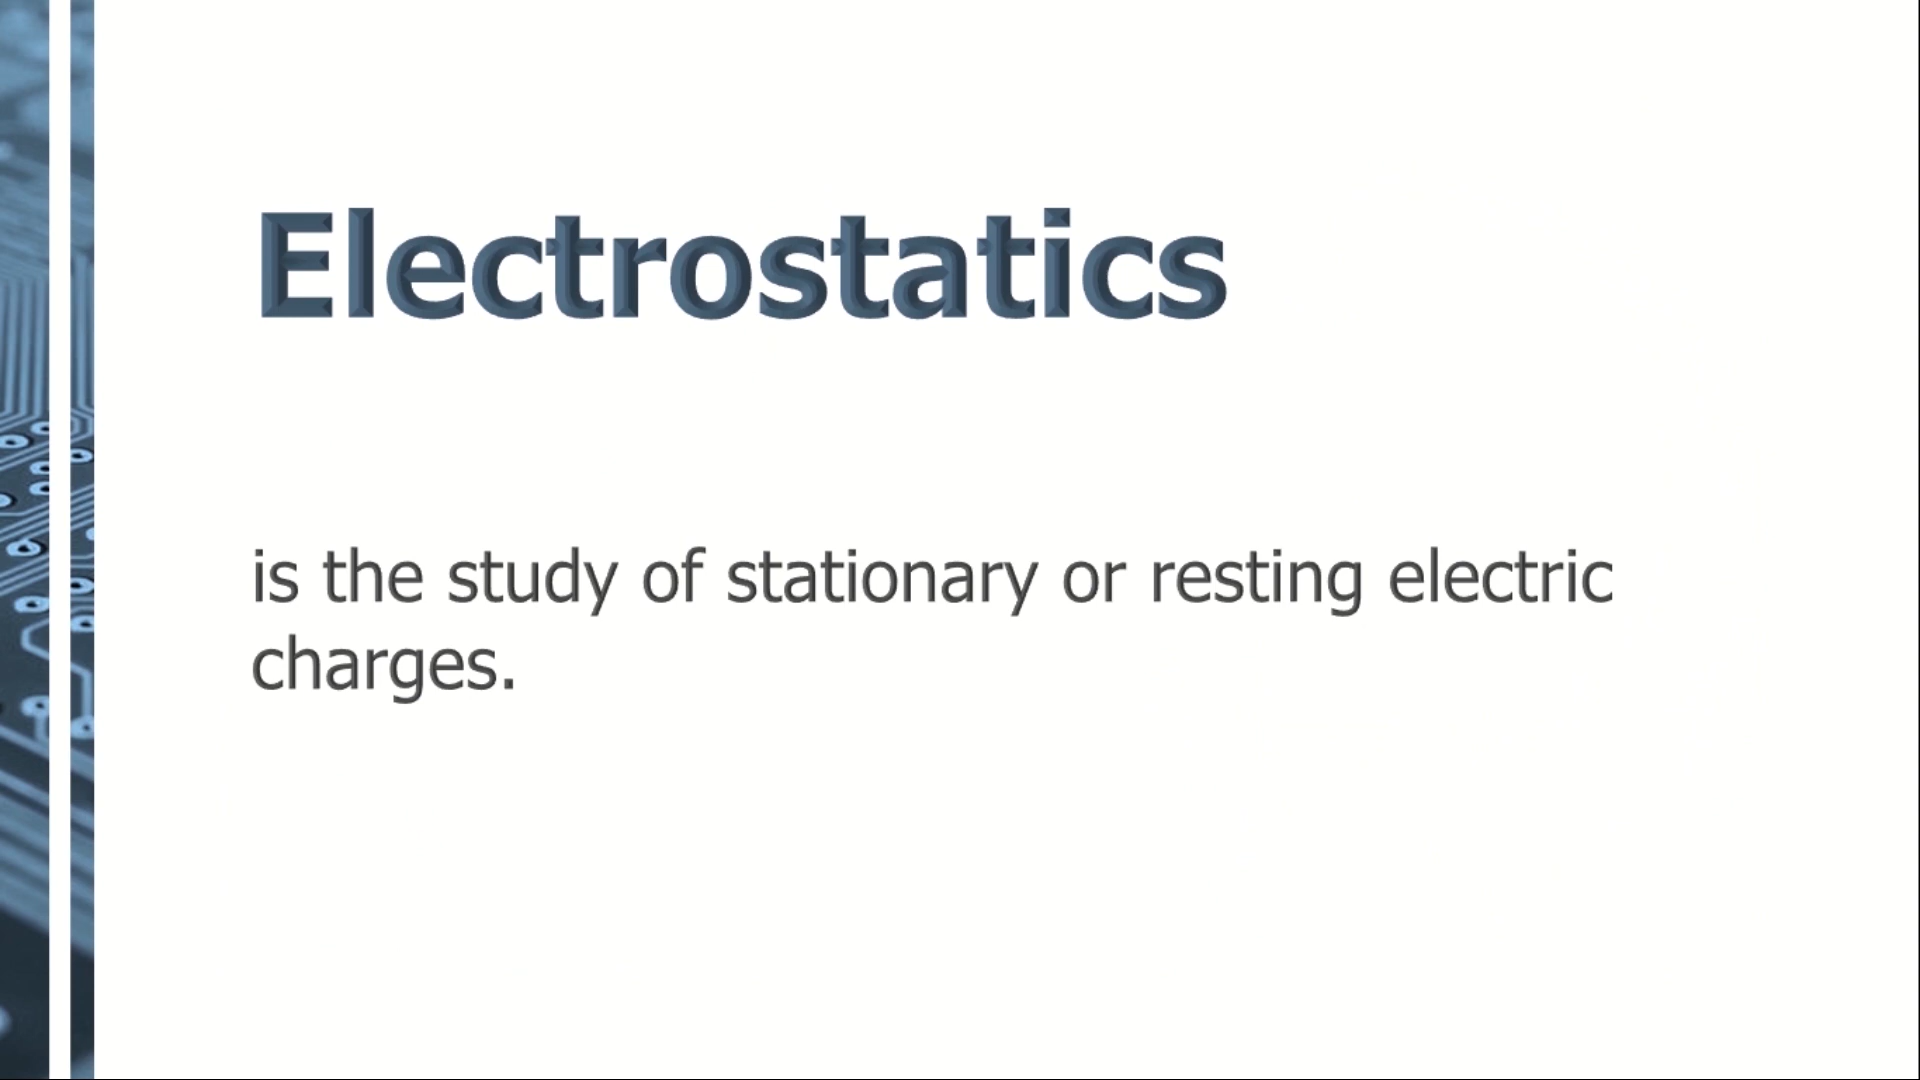 Electrostatics
is the study of stationary or resting electric
charges.